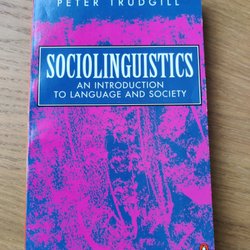 PETER TRUDGILL
SOCIOLINGUISTICS
AN INTRODUCTION
TO LANGUAGE AND SOCIETY